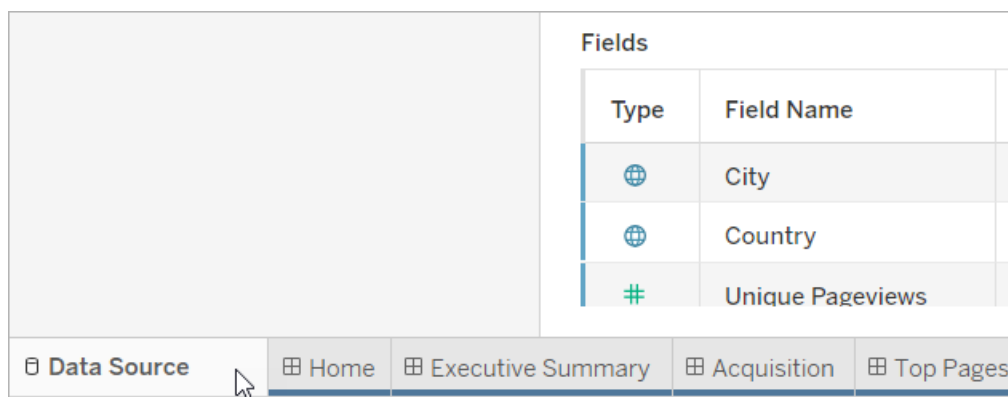 Fields
Type Field Name
City
Country
Unique Pageviews
Data Source Home Executive Summary Acquisition Top Pages